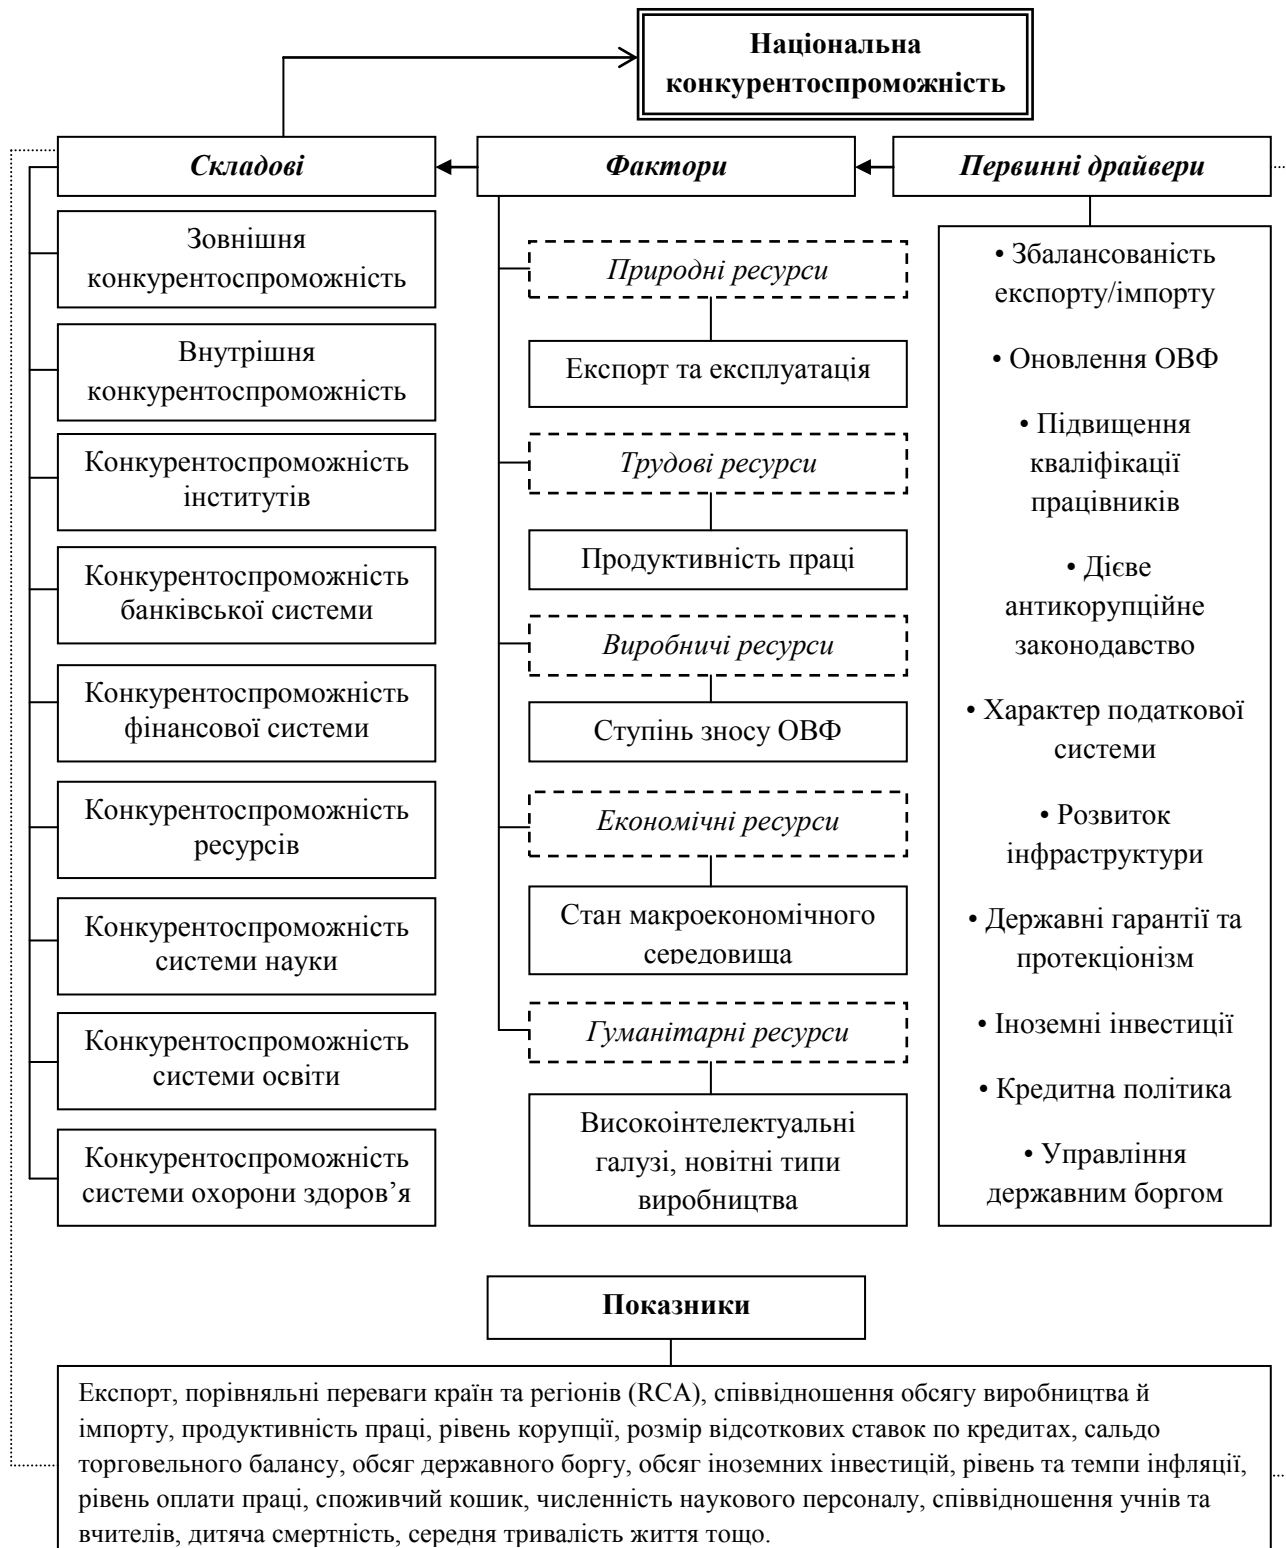 Національна
конкурентоспроможність
Складові
Фактори
Первинні драйвери
Зовнішня
конкурентоспроможність
Внутрішня
конкурентоспроможність
Конкурентоспроможність
інститутів
Конкурентоспроможність
банківської системи
Конкурентоспроможність
фінансової системи
Конкурентоспроможність
ресурсів
Конкурентоспроможність
системи науки
Конкурентоспроможність
системи освіти
Конкурентоспроможність
системи охорони здоров’я
Природні ресурси
Експорт та експлуатація
Трудові ресурси
Продуктивність праці
Виробничі ресурси
Ступінь зносу ОВФ
Економічні ресурси
Стан макроекономічного
середовища
Гуманітарні ресурси
Високоінтелектуальні
галузі, новітні типи
виробництва
• Збалансованість
експорту/імпорту
• Оновлення ОВФ
• Підвищення
кваліфікації
працівників
• Дієве
антикорупційне
законодавство
• Характер податкової
системи
• Розвиток
інфраструктури
• Державні гарантії та
протекціонізм
• Іноземні інвестиції
• Кредитна політика
• Управління
державним боргом
Показники
Експорт, порівняльні переваги країн та регіонів (RCA), співвідношення обсягу виробництва й
імпорту, продуктивність праці, рівень корупції, розмір відсоткових ставок по кредитах, сальдо
торговельного балансу, обсяг державного боргу, обсяг іноземних інвестицій, рівень та темпи інфляції,
рівень оплати праці, споживчий кошик, численність наукового персоналу, співвідношення учнів та
вчителів, дитяча смертність, середня тривалість життя тощо.